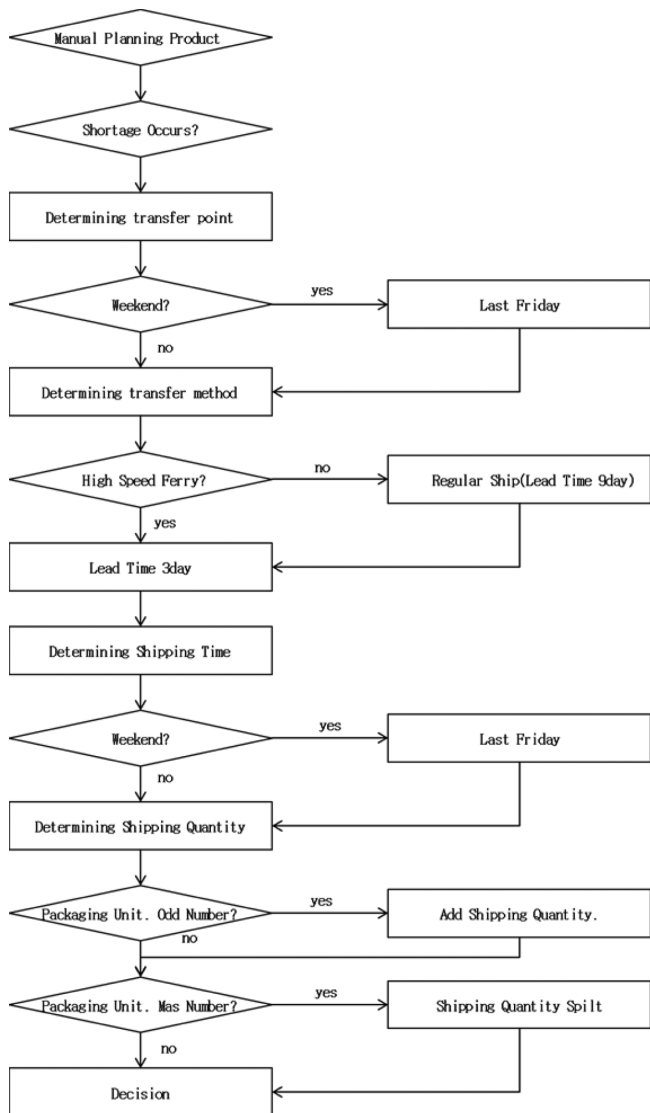 Manual Planning Product
Shortage Occurs?
Determining transfer point
Weekend?
yes
Last Friday
no
Determining transfer method
High Speed Ferry?
no
Regular Ship(Lead Time 9day)
yes
Lead Time 3day
Determining Shipping Time
Weekend?
yes
Last Friday
no
Determining Shipping Quantity
Packaging Unit. Odd Number?
yes
Add Shipping Quantity.
no
Packaging Unit. Mas Number?
yes
Shipping Quantity Spilt
no
Decision